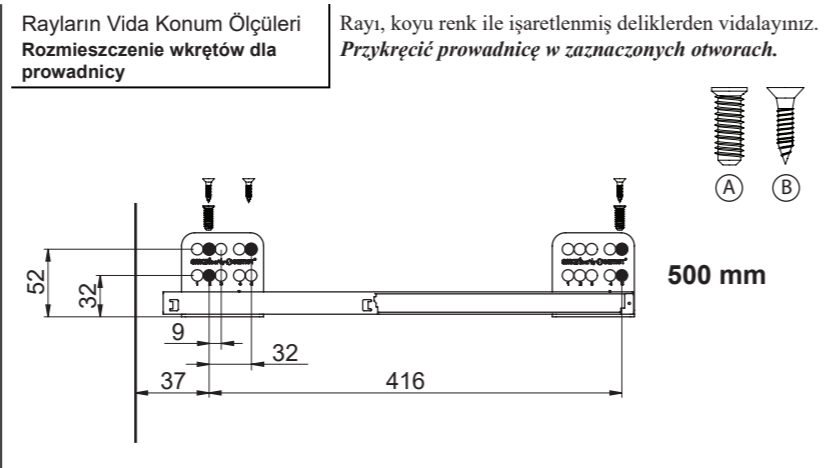 Rayların Vida Konum Ölçüleri
Rozmieszczenie wkrętów dla
prowadnicy
Rayı, koyu renk ile işaretlenmiş deliklerden vidalayınız.
Przykręcić prowadnicę w zaznaczonych otworach.
A
B
52
32
500 mm
9
32
37
416